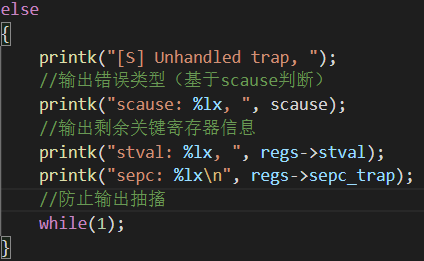 else
{
    printk("[S] Unhandled trap, ");
    //输出错误类型（基于scause判断）
    printk("scause: %lx, ", scause);
    //输出剩余关键寄存器信息
    printk("stval: %lx, ", regs->stval);
    printk("sepc: %lx\n", regs->sepc_trap);
    //防止输出抽搐
    while(1);
}